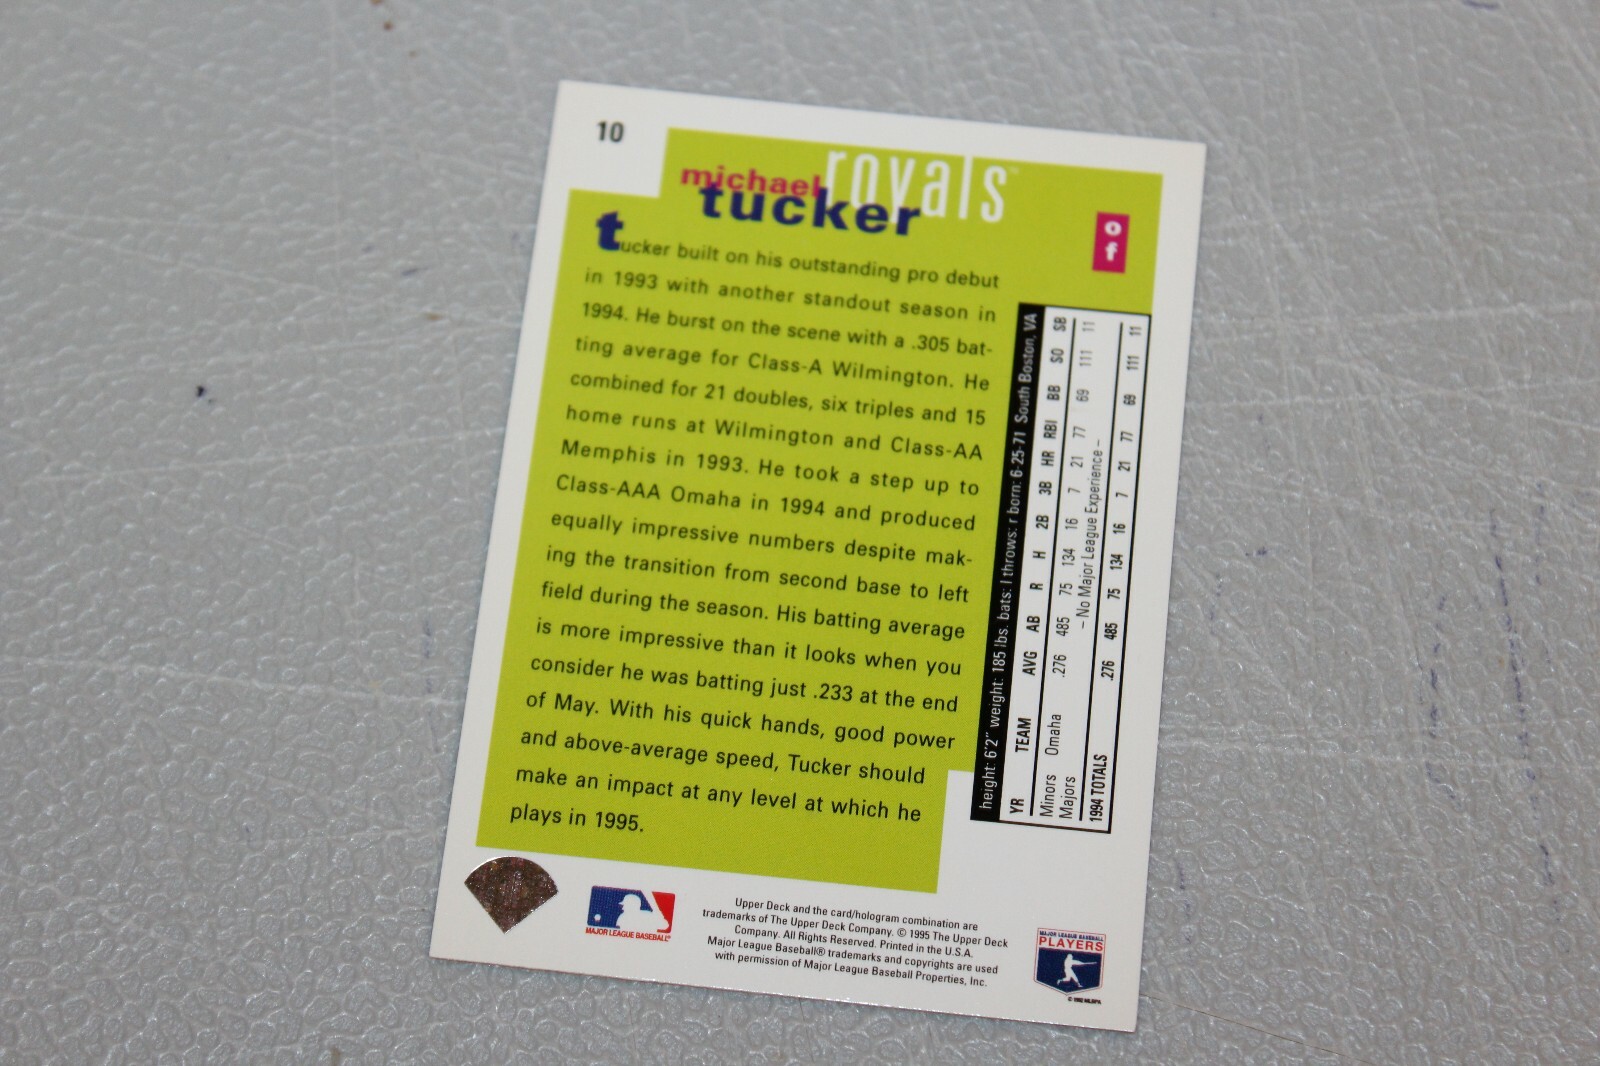 10
royals™
michael
tucker
of
tucker built on his outstanding pro debut
in 1993 with another standout season in
1994. He burst on the scene with a .305 bat-
ting average for Class-A Wilmington. He
combined for 21 doubles, six triples and 15
home runs at Wilmington and Class-AA
Memphis in 1993. He took a step up to
Class-AAA Omaha in 1994 and produced
equally impressive numbers despite mak-
ing the transition from second base to left
field during the season. His batting average
is more impressive than it looks when you
consider he was batting just .233 at the end
of May. With his quick hands, good power
and above-average speed, Tucker should
make an impact at any level at which he
plays in 1995.
height: 6'2" weight: 185 lbs. bats: l throws: r born: 6-25-71 South Boston, VA
YR TEAM AVG AB R H 2B 3B HR RBI BB SO SB
Minors Omaha .276 485 75 134 16 7 21 77 69 111 11
Majors – No Major League Experience –
1994 TOTALS .276 485 75 134 16 7 21 77 69 111 11
MAJOR LEAGUE BASEBALL®
Upper Deck and the card/hologram combination are
trademarks of The Upper Deck Company. © 1995 The Upper Deck
Company. All Rights Reserved. Printed in the U.S.A.
Major League Baseball® trademarks and copyrights are used
with permission of Major League Baseball Properties, Inc.
MAJOR LEAGUE BASEBALL
PLAYERS
© 1992 MLBPA